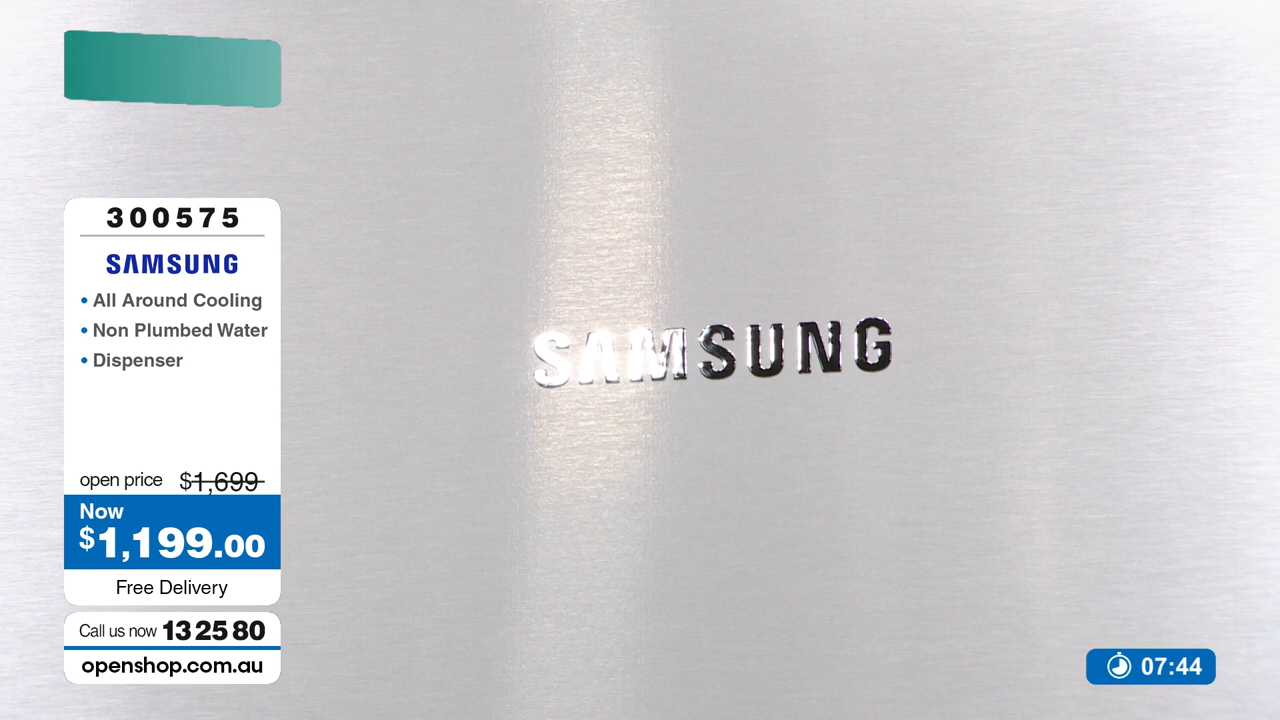 300575
SAMSUNG
• All Around Cooling
• Non Plumbed Water
• Dispenser
open price $1,699
Now
$1,199.00
Free Delivery
Call us now 13 25 80
openshop.com.au
SAMSUNG
07:44